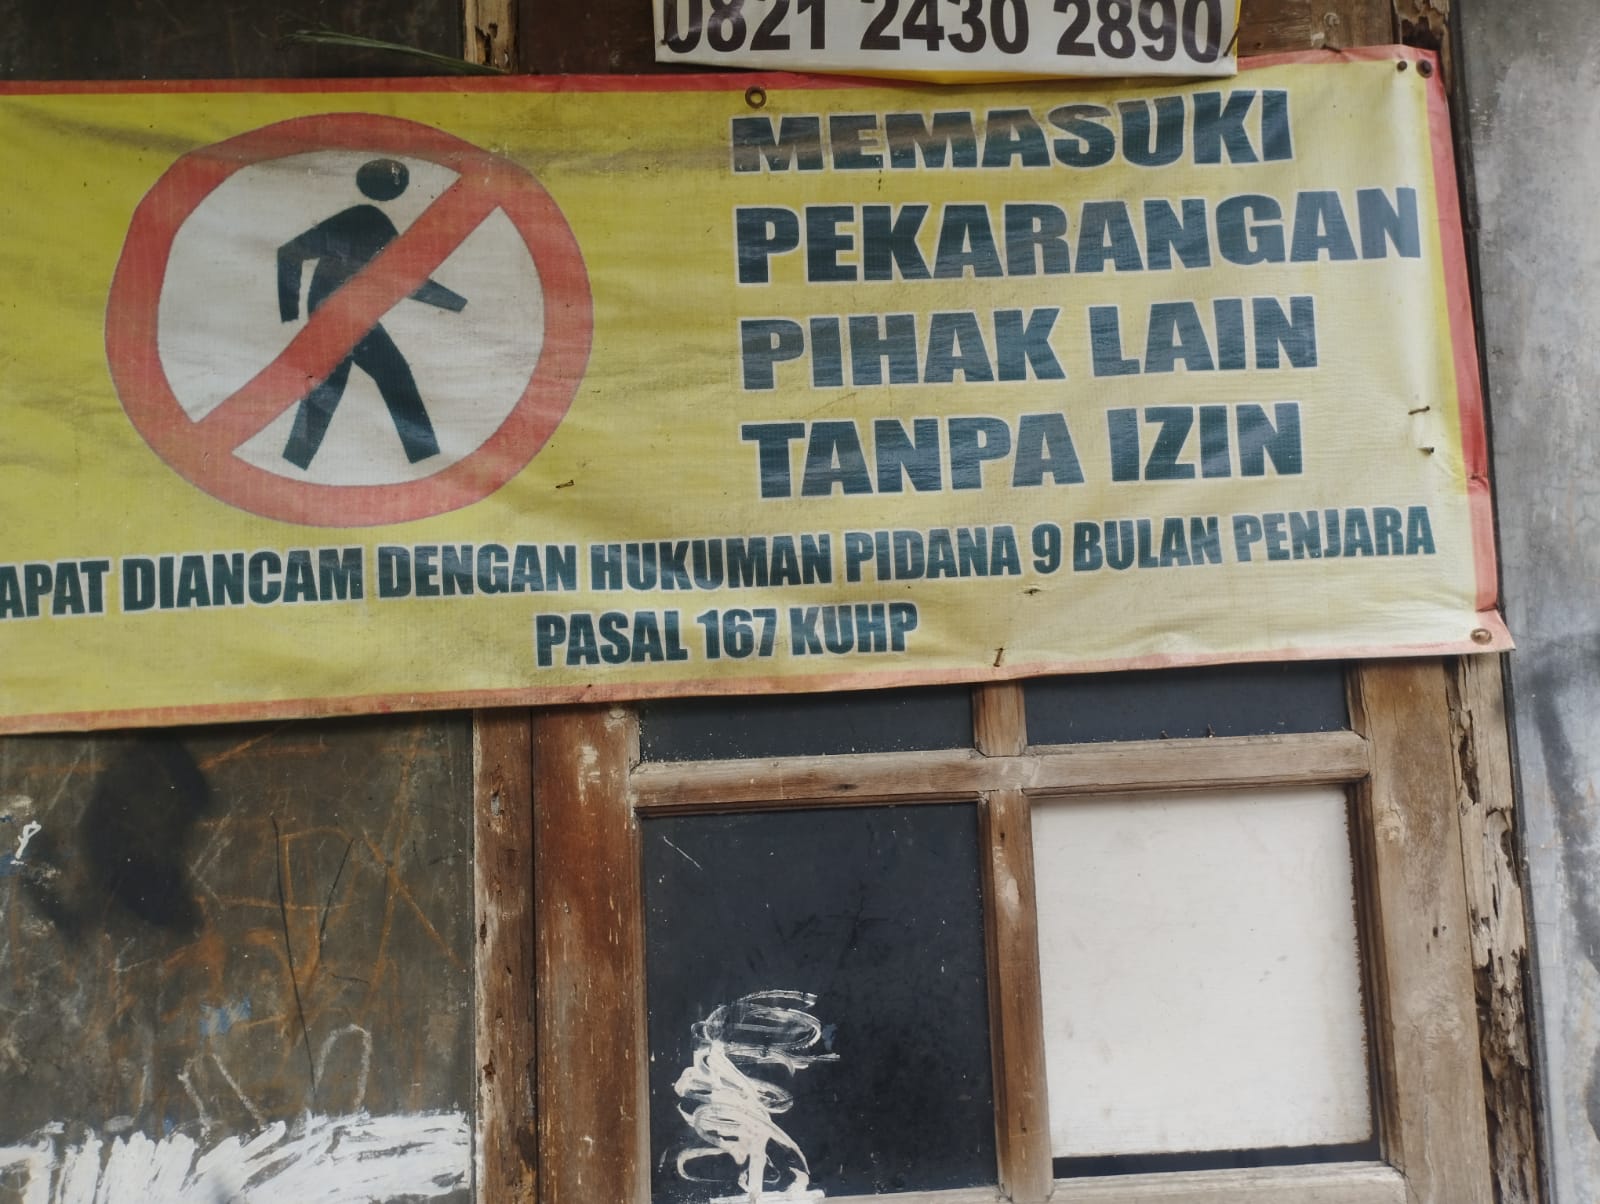 0821 2430 2890
MEMASUKI
PEKARANGAN
PIHAK LAIN
TANPA IZIN
APAT DIANCAM DENGAN HUKUMAN PIDANA 9 BULAN PENJARA
PASAL 167 KUHP